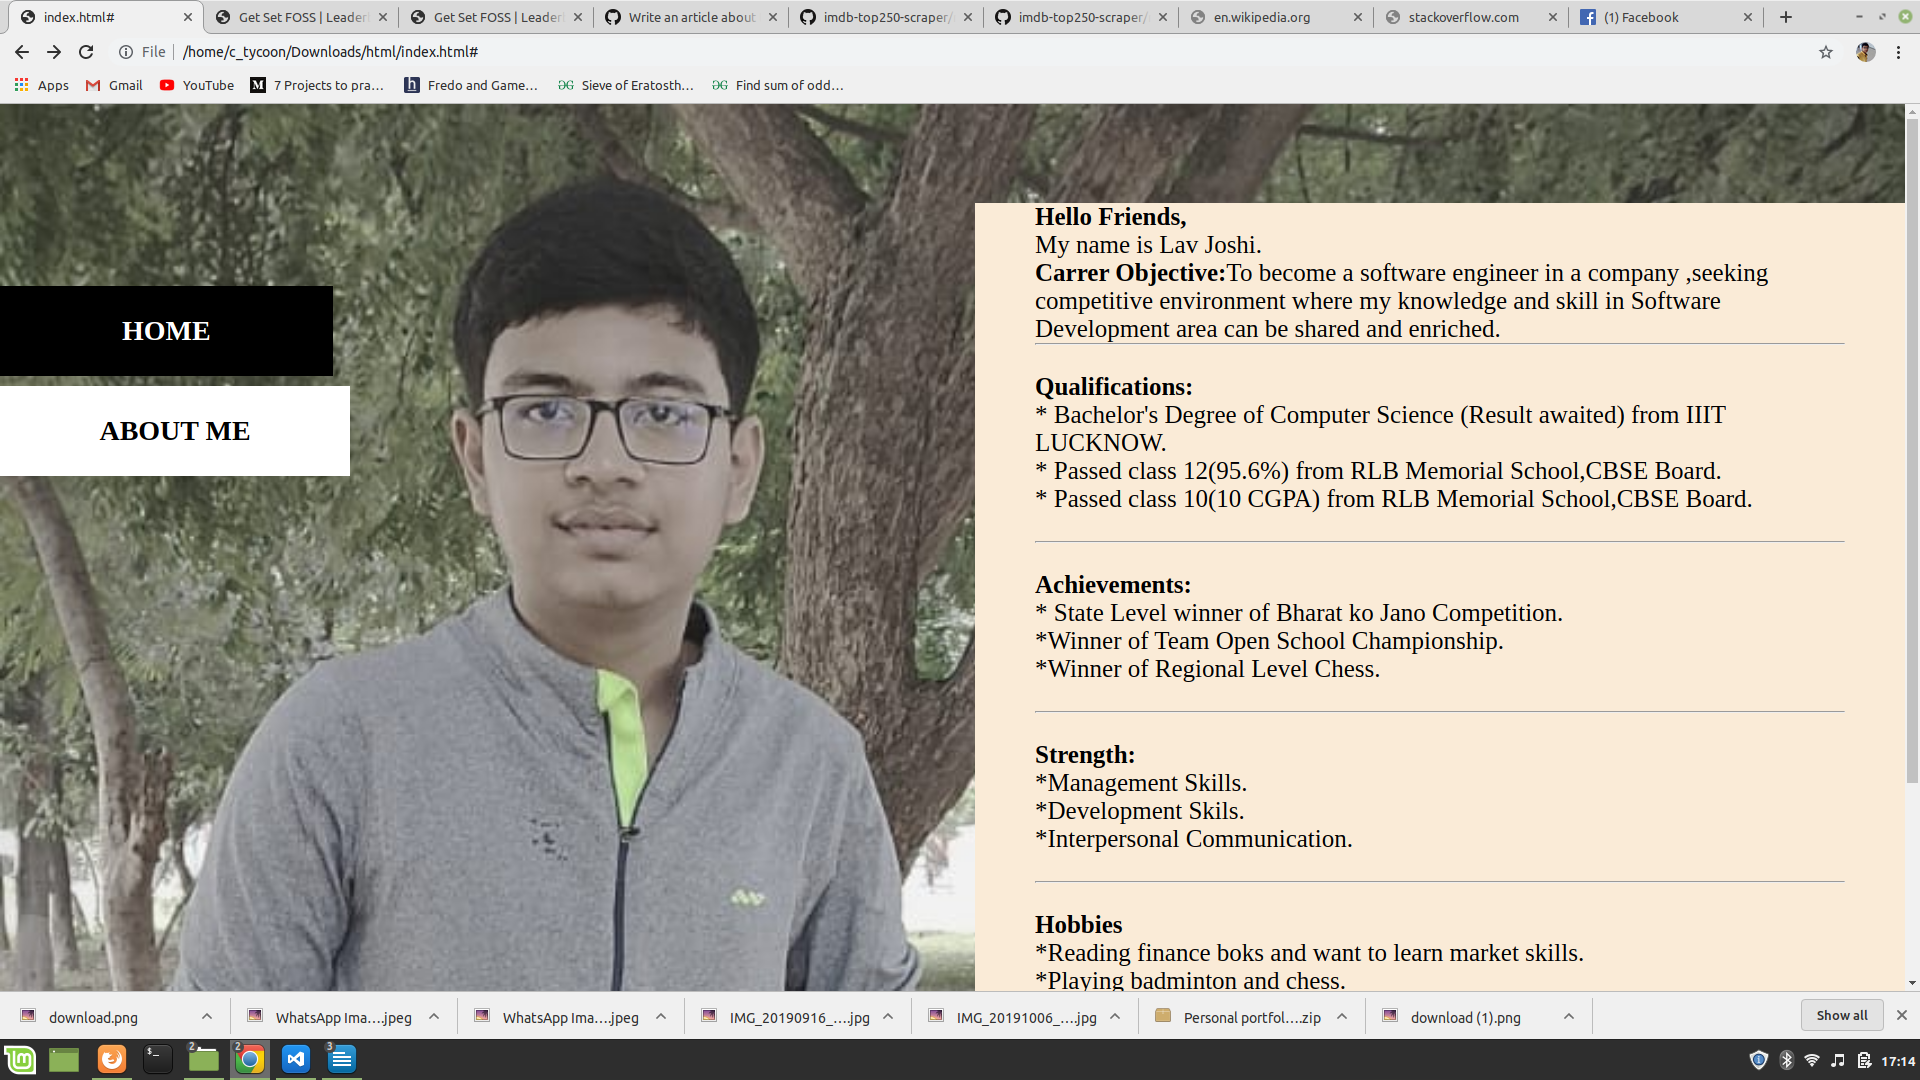 index.html#
Get Set FOSS | Leader
Get Set FOSS | Leader
Write an article about
imdb-top250-scraper/
imdb-top250-scraper/
en.wikipedia.org
stackoverflow.com
(1) Facebook
File | /home/c_tycoon/Downloads/html/index.html#
Apps
Gmail
YouTube
7 Projects to pra…
Fredo and Game…
Sieve of Eratosth…
Find sum of odd…
HOME
ABOUT ME
Hello Friends,
My name is Lav Joshi.
Carrer Objective:To become a software engineer in a company ,seeking
competitive environment where my knowledge and skill in Software
Development area can be shared and enriched.
Qualifications:
* Bachelor's Degree of Computer Science (Result awaited) from IIIT
LUCKNOW.
* Passed class 12(95.6%) from RLB Memorial School,CBSE Board.
* Passed class 10(10 CGPA) from RLB Memorial School,CBSE Board.
Achievements:
* State Level winner of Bharat ko Jano Competition.
*Winner of Team Open School Championship.
*Winner of Regional Level Chess.
Strength:
*Management Skills.
*Development Skils.
*Interpersonal Communication.
Hobbies
*Reading finance boks and want to learn market skills.
*Playing badminton and chess.
download.png
WhatsApp Ima….jpeg
WhatsApp Ima….jpeg
IMG_20190916_….jpg
IMG_20191006_….jpg
Personal portfol….zip
download (1).png
Show all
2
2
3
17:14